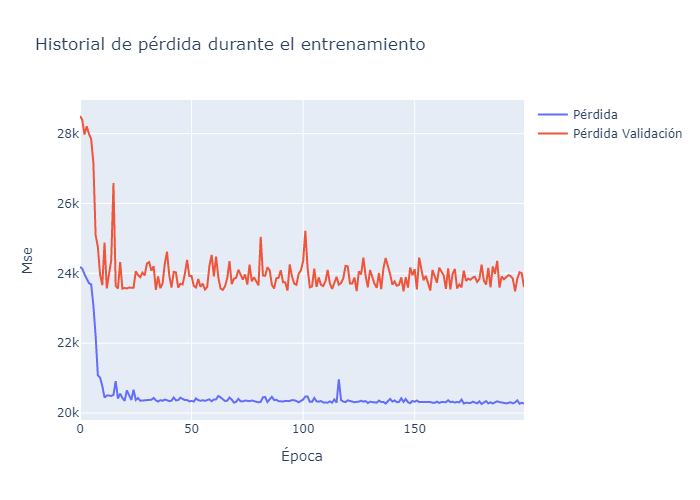 Historial de pérdida durante el entrenamiento
Pérdida
Pérdida Validación
28k
26k
24k
22k
20k
Mse
0
50
100
150
Época